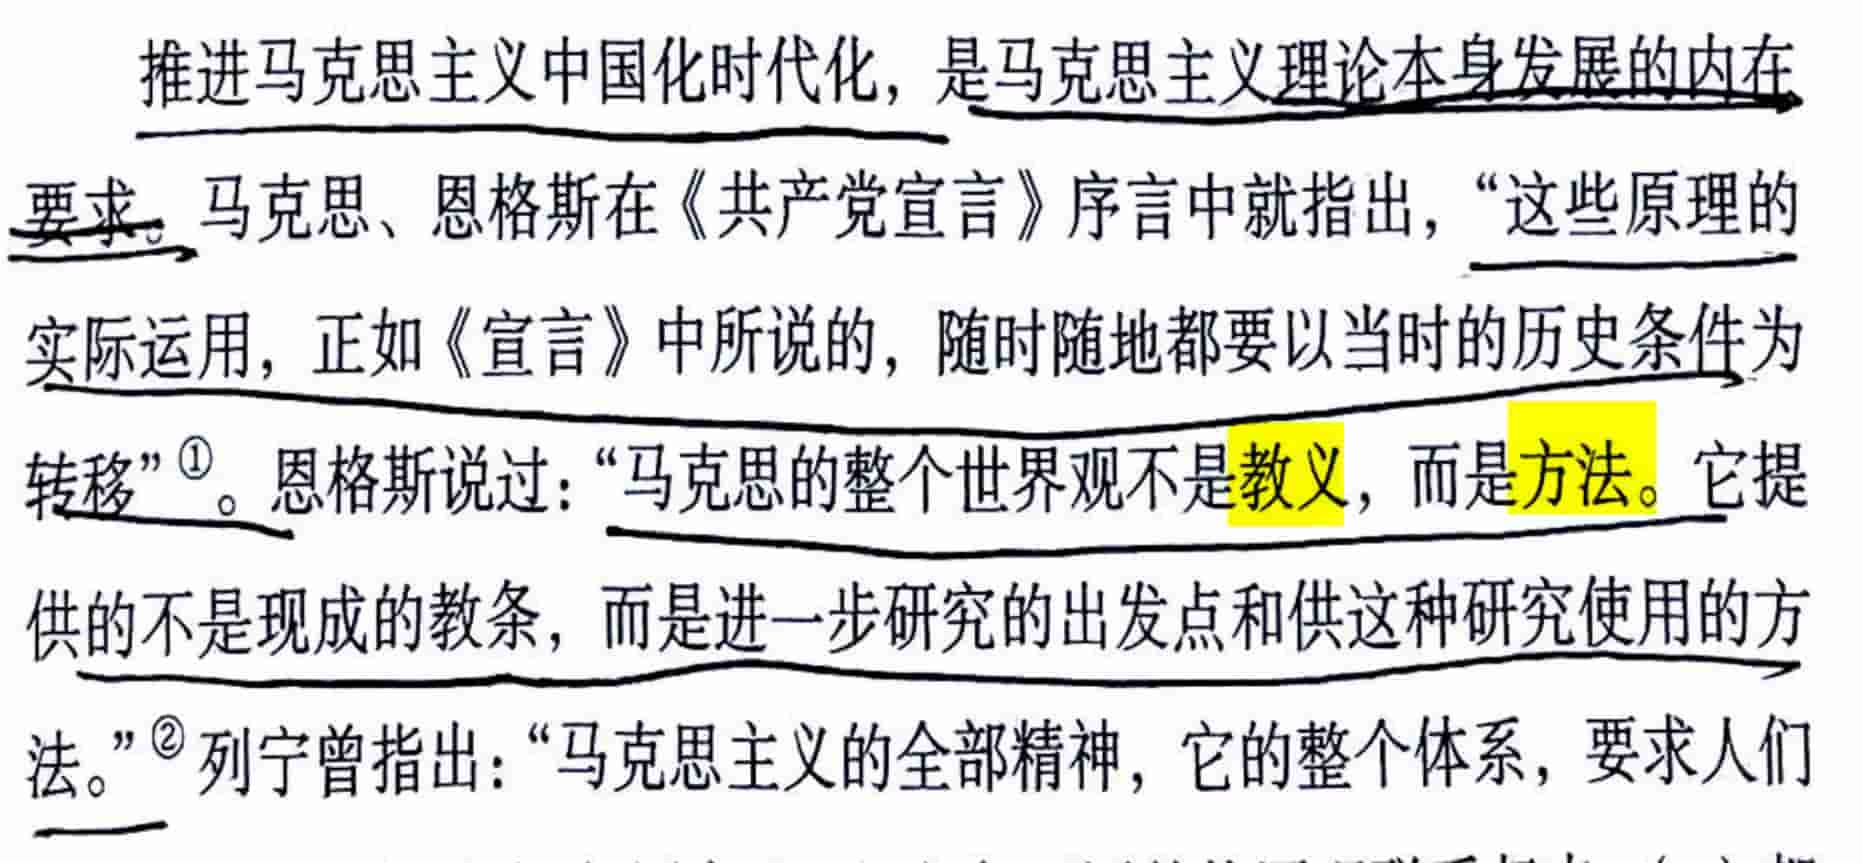 推进马克思主义中国化时代化，是马克思主义理论本身发展的内在
要求。马克思、恩格斯在《共产党宣言》序言中就指出，“这些原理的
实际运用，正如《宣言》中所说的，随时随地都要以当时的历史条件为
转移”①。恩格斯说过：“马克思的整个世界观不是教义，而是方法。它提
供的不是现成的教条，而是进一步研究的出发点和供这种研究使用的方
法。”②列宁曾指出：“马克思主义的全部精神，它的整个体系，要求人们